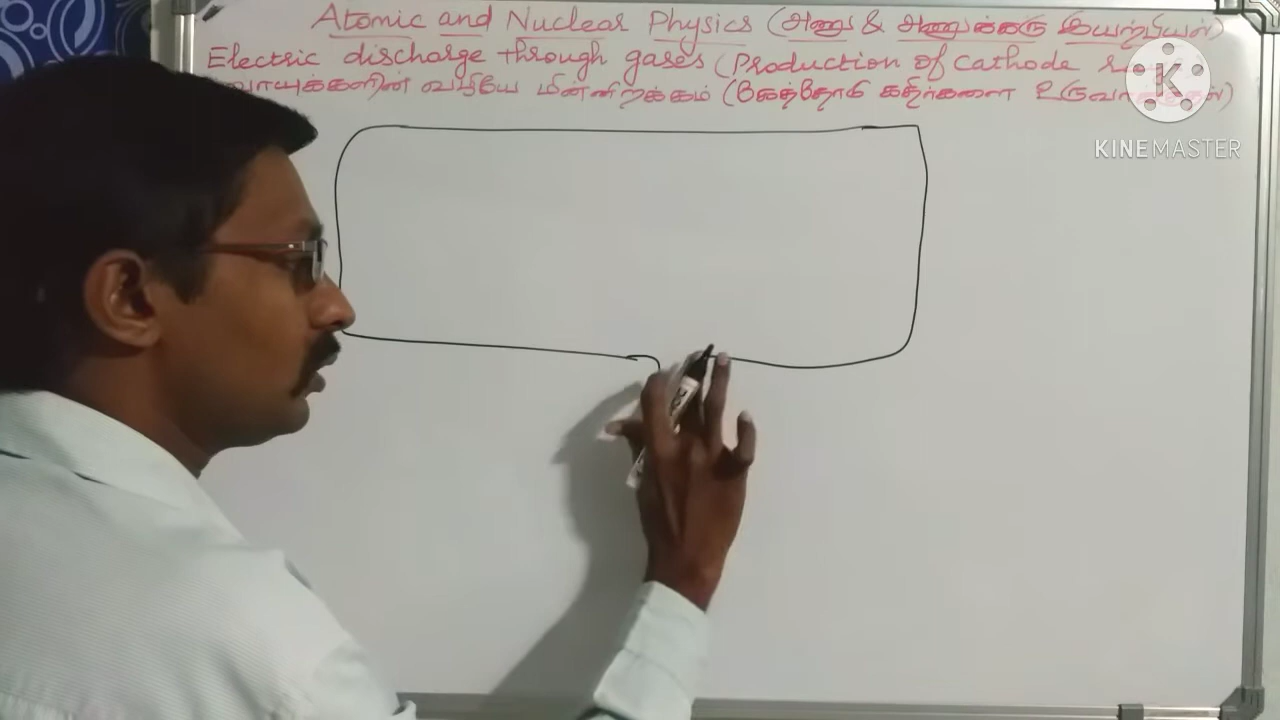 Atomic and Nuclear Physics (அணு & அணுக்கரு இயற்பியல்)
Electric discharge through gases (Production of Cathode
வாயுக்களின் வழியே மின்னிறக்கம் (கேத்தோடு கதிர்களை
K
KINEMASTER